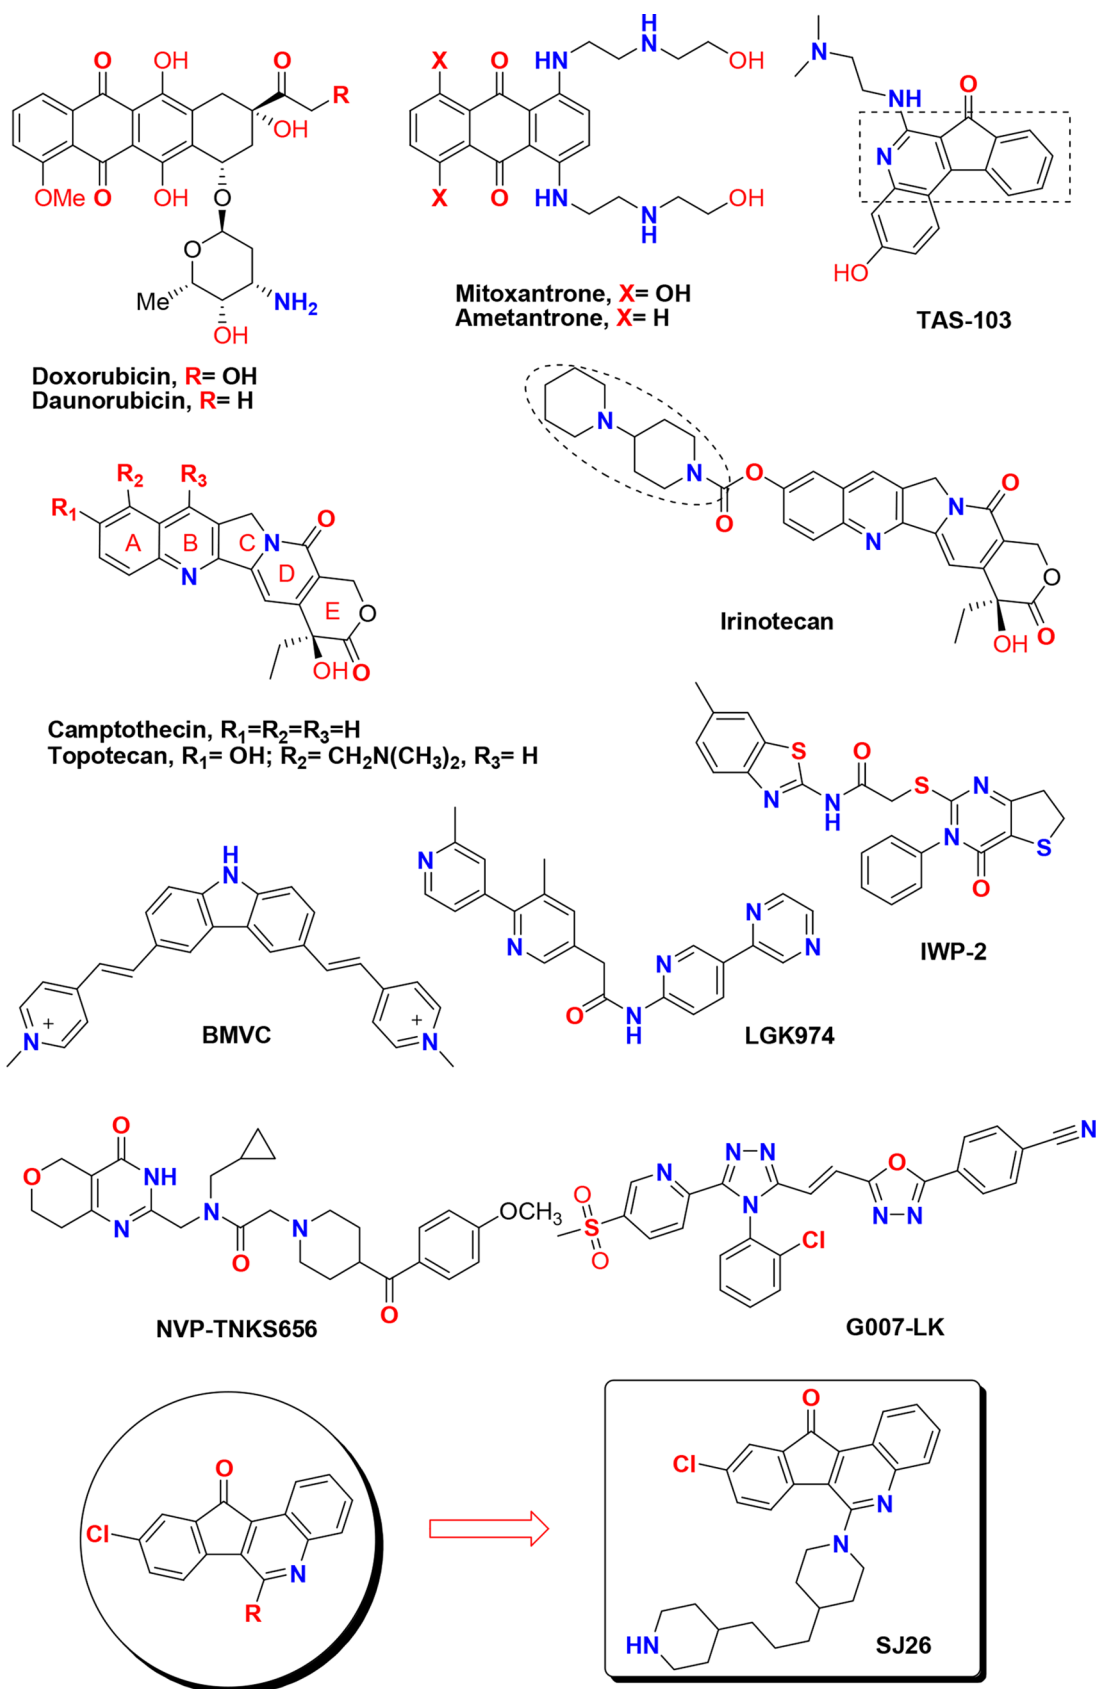 O OH O R
OH
OMe O OH
O
O
Me NH2
OH
Doxorubicin, R= OH
Daunorubicin, R= H
X O HN H N OH
X O HN N H OH
Mitoxantrone, X= OH
Ametantrone, X= H
N
NH O
N
HO
TAS-103
R1 R2 R3
A B C N O
N D
E O
OH O
Camptothecin, R1=R2=R3=H
Topotecan, R1= OH; R2= CH2N(CH3)2, R3= H
N
N O
O N O
N
O
OH O
Irinotecan
S O
N N H S N
N S
O
IWP-2
H N
N+ N+
BMVC
N
N N N N
O N H
LGK974
O
O NH
N N O N OCH3
O
NVP-TNKS656
N N N O CN
O S O N N N
Cl
G007-LK
O
Cl
N
R
O
Cl
N
N
HN
SJ26